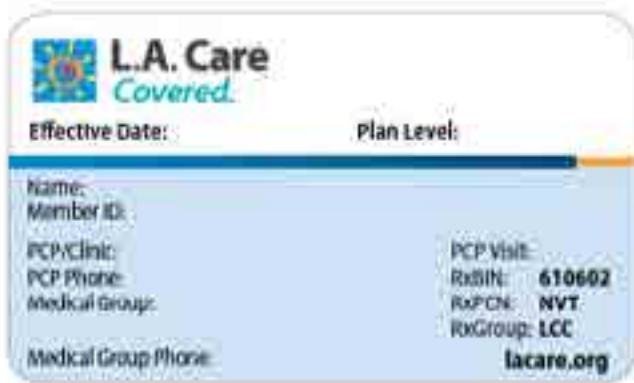 L.A. Care
Covered.
Effective Date: Plan Level:
Name:
Member ID:
PCP/Clinic: PCP Visit:
PCP Phone: RxBIN: 610602
Medical Group: RxPCN: NVT
RxGroup: LCC
Medical Group Phone: lacare.org